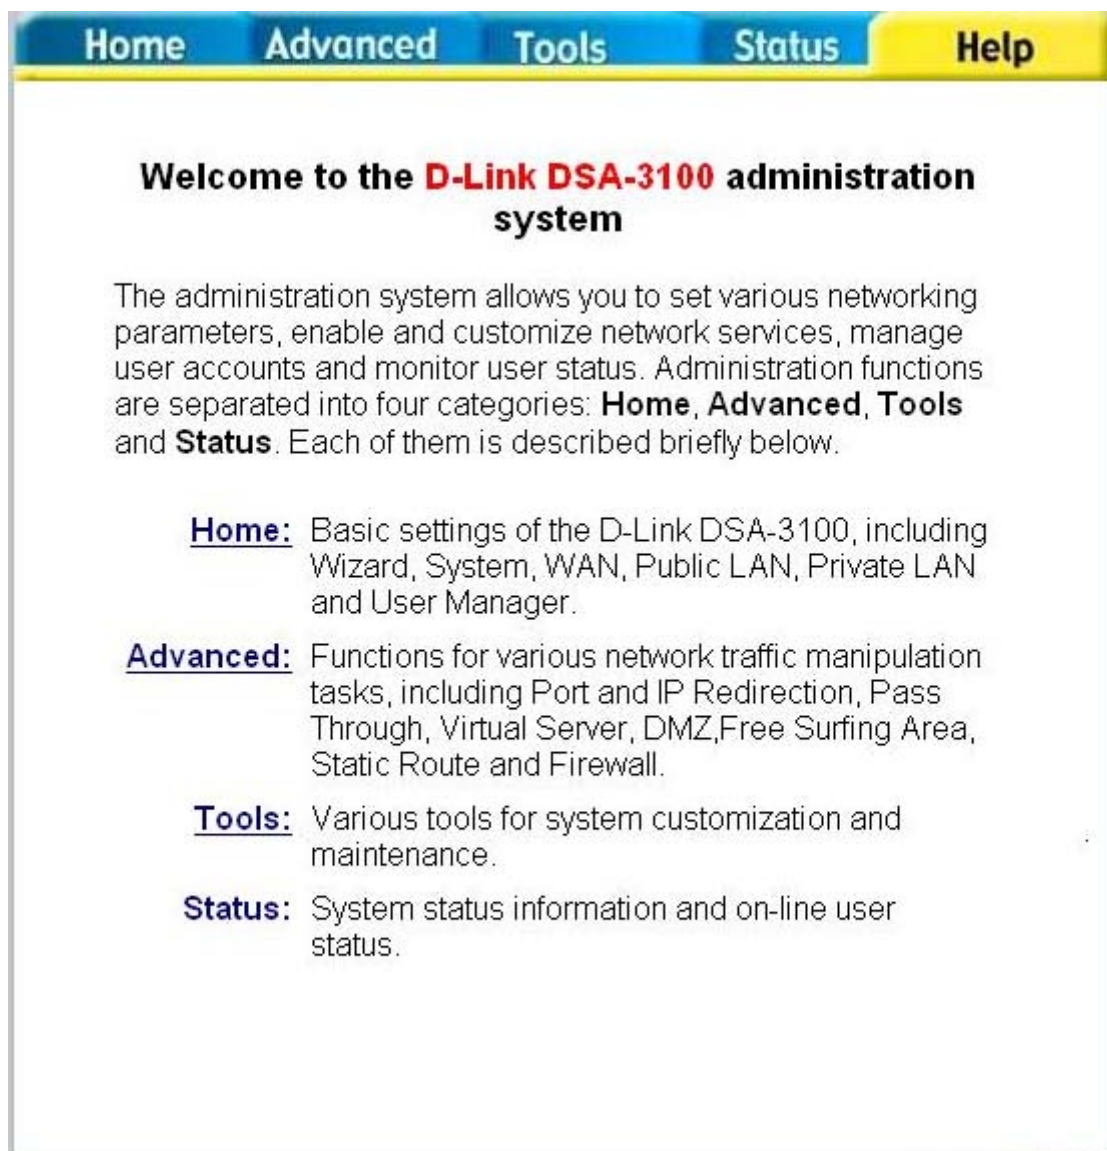 Home Advanced Tools Status Help
Welcome to the D-Link DSA-3100 administration
system
The administration system allows you to set various networking
parameters, enable and customize network services, manage
user accounts and monitor user status. Administration functions
are separated into four categories: Home, Advanced, Tools
and Status. Each of them is described briefly below.
Home: Basic settings of the D-Link DSA-3100, including
Wizard, System, WAN, Public LAN, Private LAN
and User Manager.
Advanced: Functions for various network traffic manipulation
tasks, including Port and IP Redirection, Pass
Through, Virtual Server, DMZ,Free Surfing Area,
Static Route and Firewall.
Tools: Various tools for system customization and
maintenance.
Status: System status information and on-line user
status.